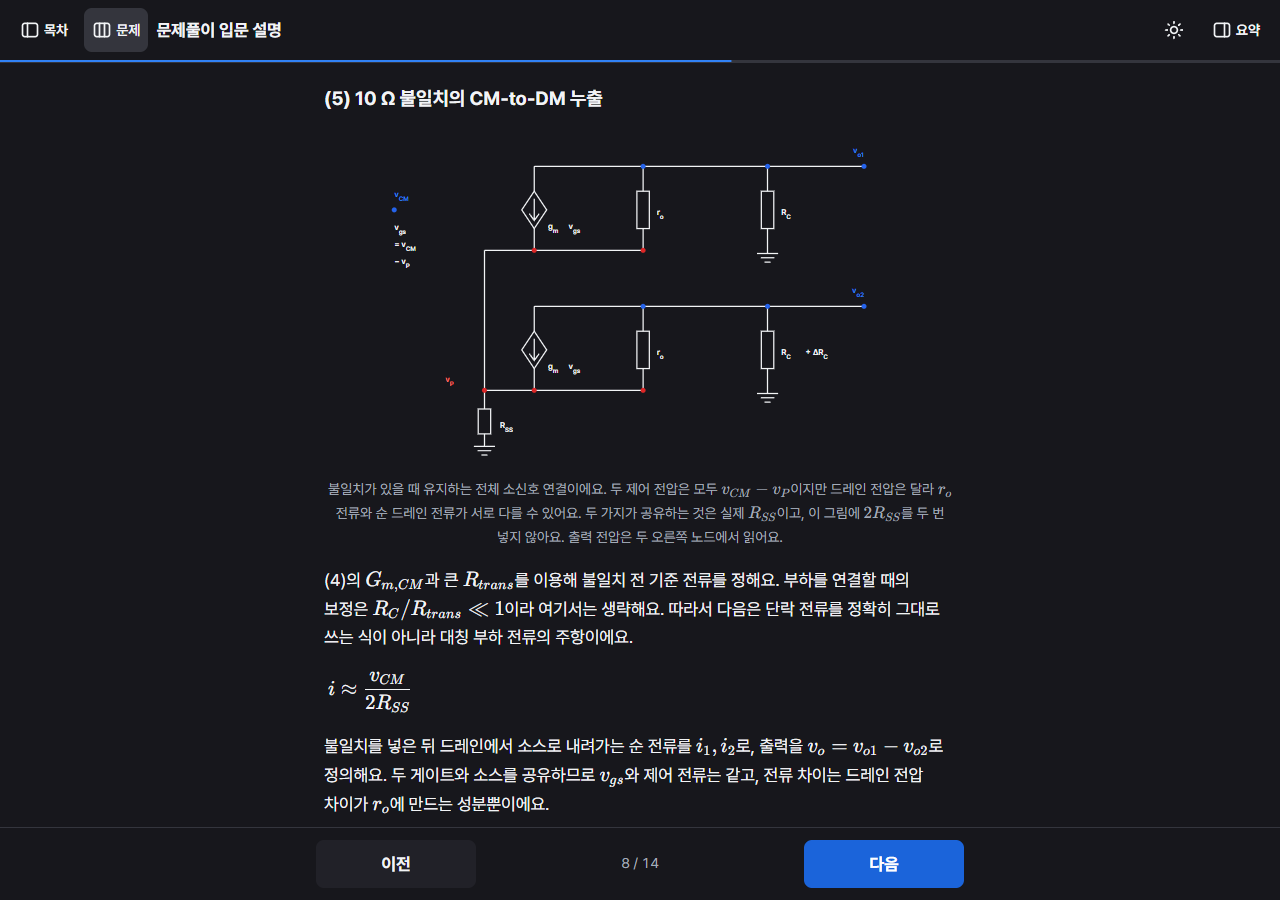 목차 문제 문제풀이 입문 설명 요약
(5) 10 Ω 불일치의 CM-to-DM 누출
v_o1
v_CM
v_gs
= v_CM
− v_p
g_m v_gs
r_o
R_C
v_o2
g_m v_gs
r_o
R_C + ΔR_C
v_p
R_SS
불일치가 있을 때 유지하는 전체 소신호 연결이에요. 두 제어 전압은 모두 v_CM − v_P이지만 드레인 전압은 달라 r_o
전류와 순 드레인 전류가 서로 다를 수 있어요. 두 가지가 공유하는 것은 실제 R_SS이고, 이 그림에 2R_SS를 두 번
넣지 않아요. 출력 전압은 두 오른쪽 노드에서 읽어요.
(4)의 G_m,CM과 큰 R_trans를 이용해 불일치 전 기준 전류를 정해요. 부하를 연결할 때의
보정은 R_C/R_trans ≪ 1이라 여기서는 생략해요. 따라서 다음은 단락 전류를 정확히 그대로
쓰는 식이 아니라 대칭 부하 전류의 주항이에요.
i ≈ v_CM / 2R_SS
불일치를 넣은 뒤 드레인에서 소스로 내려가는 순 전류를 i_1, i_2로, 출력을 v_o = v_o1 − v_o2로
정의해요. 두 게이트와 소스를 공유하므로 v_gs와 제어 전류는 같고, 전류 차이는 드레인 전압
차이가 r_o에 만드는 성분뿐이에요.
이전 8 / 14 다음